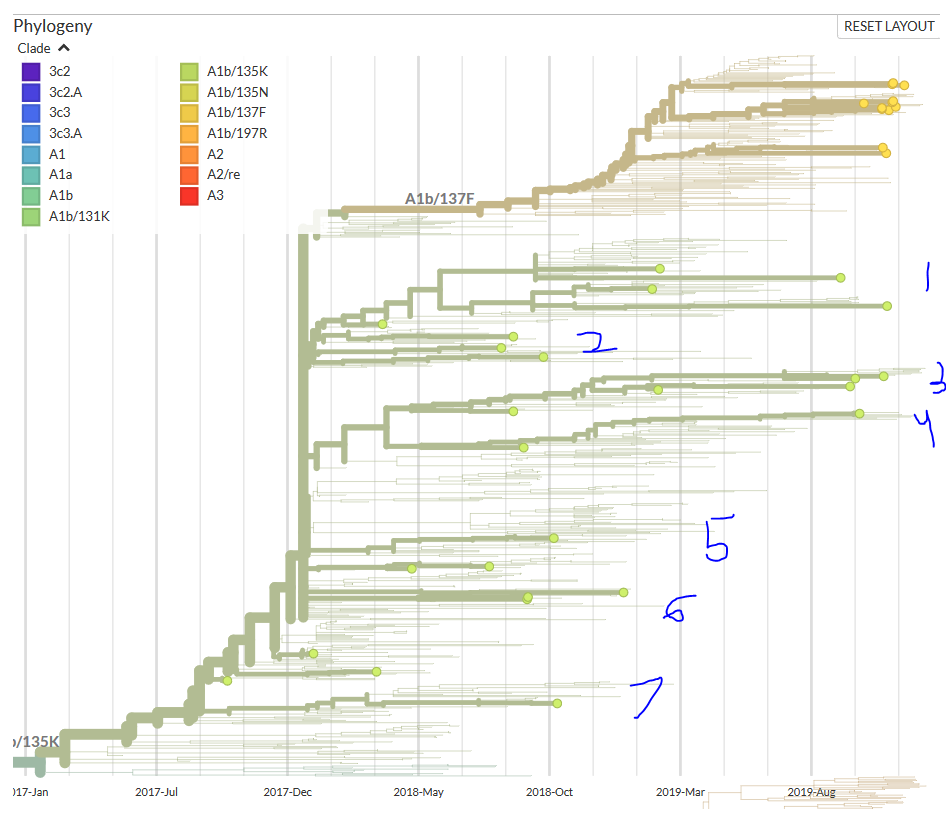 Phylogeny
RESET LAYOUT
Clade
3c2
3c2.A
3c3
3c3.A
A1
A1a
A1b
A1b/131K
A1b/135K
A1b/135N
A1b/137F
A1b/197R
A2
A2/re
A3
A1b/137F
1
2
3
4
5
6
7
/135K
17-Jan
2017-Jul
2017-Dec
2018-May
2018-Oct
2019-Mar
2019-Aug